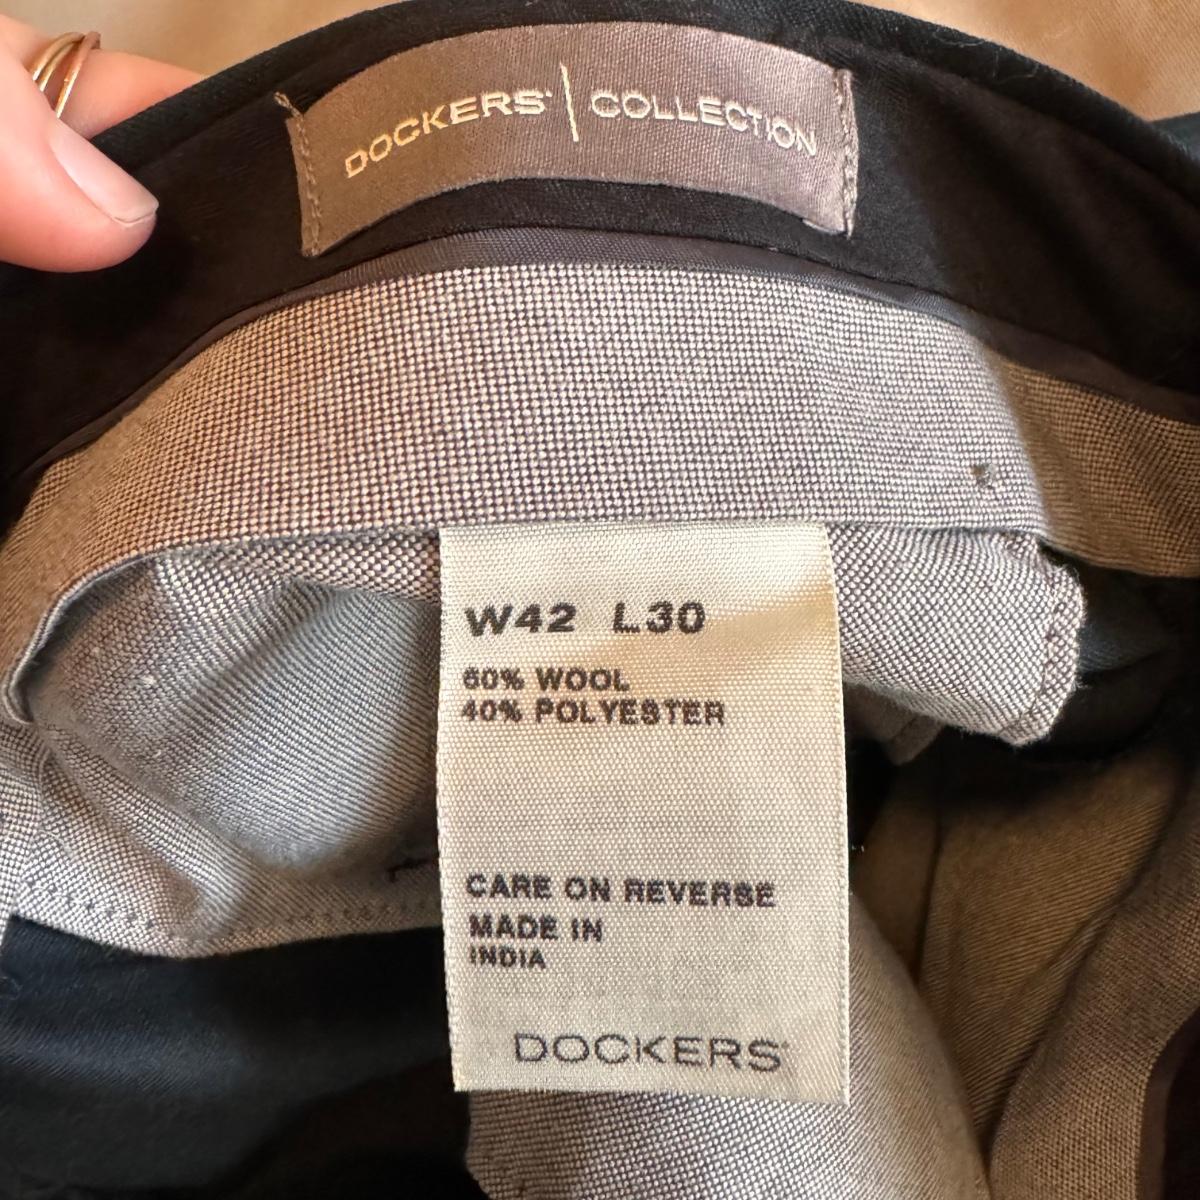 DOCKERS® | COLLECTION
W42 L30
60% WOOL
40% POLYESTER
CARE ON REVERSE
MADE IN
INDIA
DOCKERS®